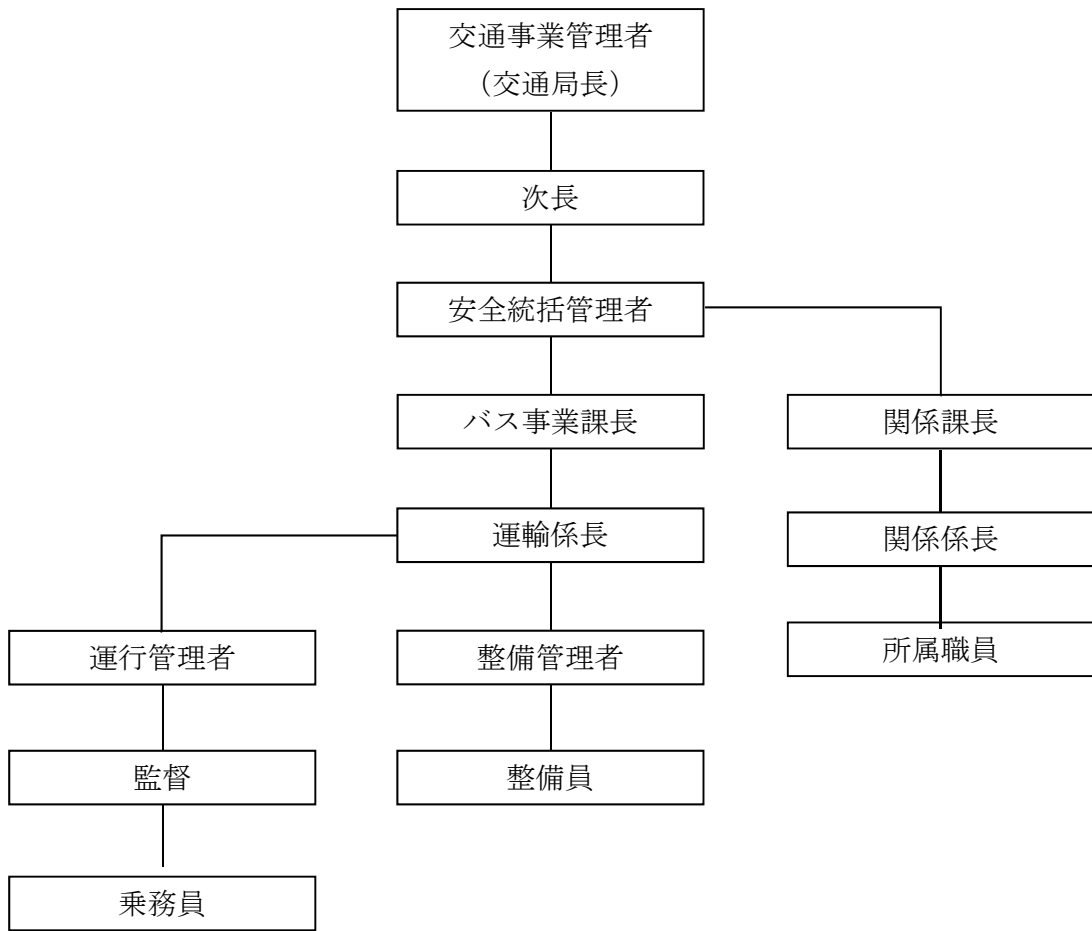 交通事業管理者
（交通局長）
次長
安全統括管理者
バス事業課長
関係課長
運輸係長
関係係長
運行管理者
整備管理者
所属職員
監督
整備員
乗務員